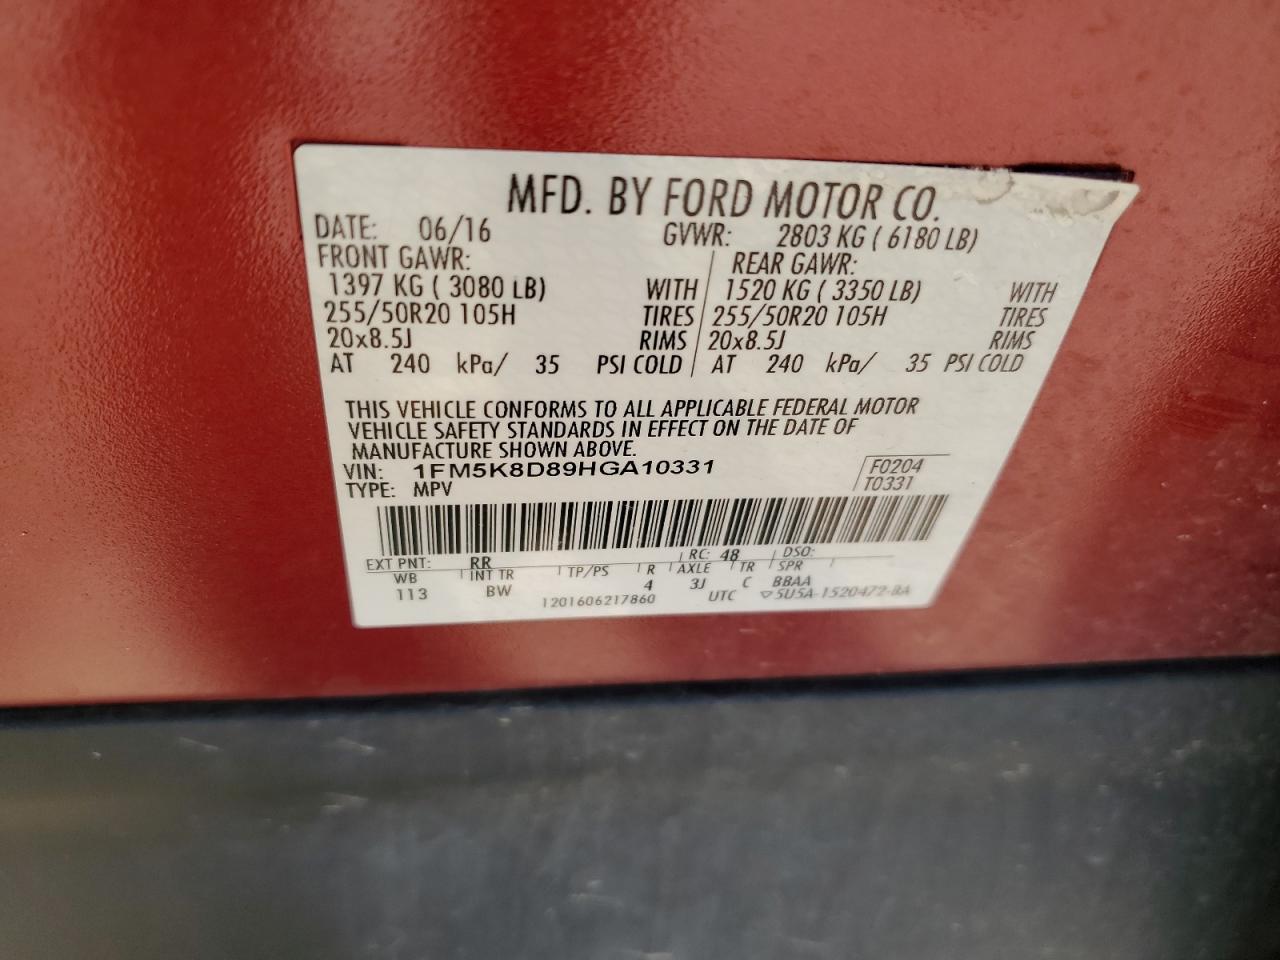 MFD. BY FORD MOTOR CO.
DATE: 06/16 GVWR: 2803 KG ( 6180 LB)
FRONT GAWR: REAR GAWR:
1397 KG ( 3080 LB) WITH 1520 KG ( 3350 LB) WITH
255/50R20 105H TIRES 255/50R20 105H TIRES
20x8.5J RIMS 20x8.5J RIMS
AT 240 kPa/ 35 PSI COLD AT 240 kPa/ 35 PSI COLD
THIS VEHICLE CONFORMS TO ALL APPLICABLE FEDERAL MOTOR
VEHICLE SAFETY STANDARDS IN EFFECT ON THE DATE OF
MANUFACTURE SHOWN ABOVE.
VIN: 1FM5K8D89HGA10331 F0204
TYPE: MPV T0331
EXT PNT: RR RC: 48 DSO:
WB INT TR TP/PS R AXLE TR SPR
113 BW 4 3J C BBAA
1201606217860 UTC ▽5U5A-1520472-BA